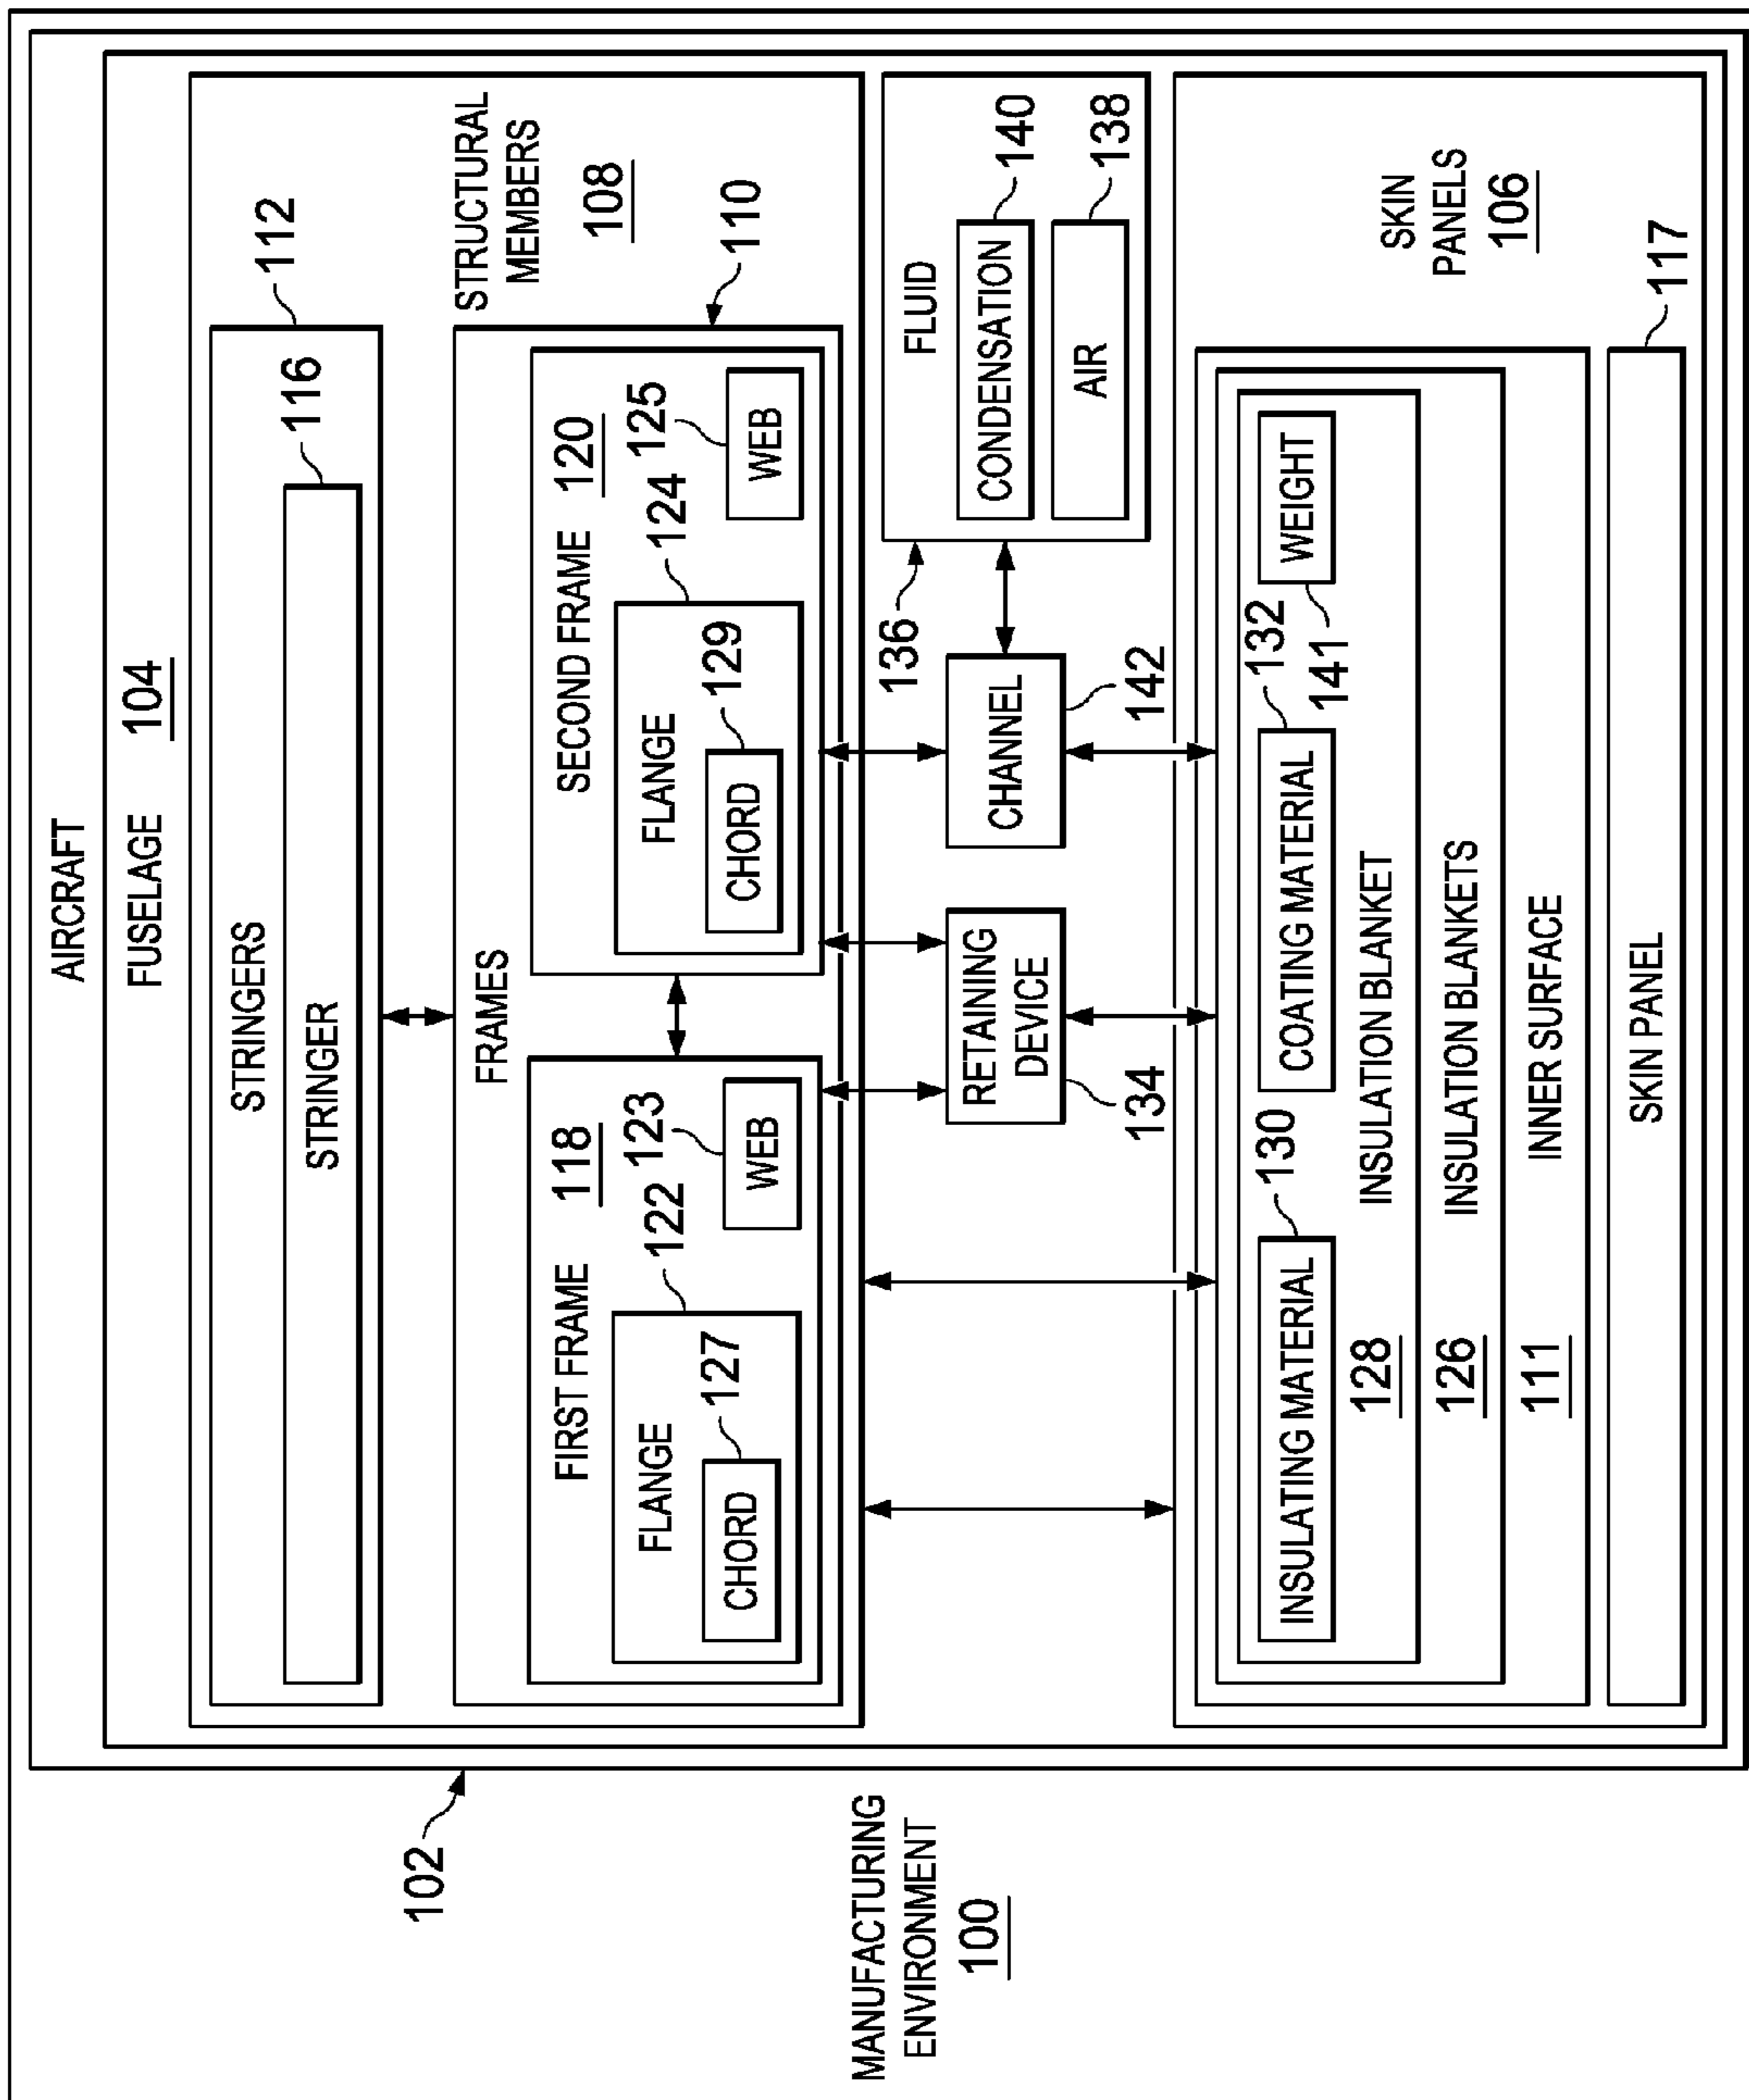 MANUFACTURING
ENVIRONMENT
100
102
AIRCRAFT
FUSELAGE 104
STRINGERS
112
STRINGER
116
STRUCTURAL
MEMBERS
108
FRAMES
110
FIRST FRAME 118
FLANGE
122
123
CHORD
127
WEB
SECOND FRAME 120
FLANGE
124
125
CHORD
129
WEB
RETAINING
DEVICE
134
CHANNEL
142
136
FLUID
CONDENSATION
140
AIR
138
SKIN
PANELS
106
INSULATING MATERIAL
130
COATING MATERIAL
132
WEIGHT
141
128 INSULATION BLANKET
126 INSULATION BLANKETS
111 INNER SURFACE
SKIN PANEL
117